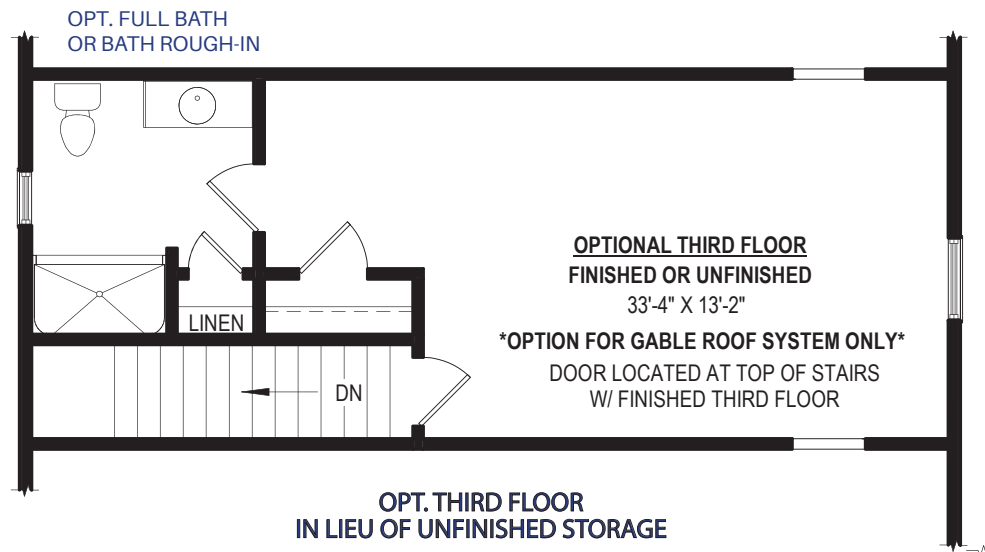 OPT. FULL BATH
OR BATH ROUGH-IN
OPTIONAL THIRD FLOOR
FINISHED OR UNFINISHED
33'-4" X 13'-2"
*OPTION FOR GABLE ROOF SYSTEM ONLY*
DOOR LOCATED AT TOP OF STAIRS
W/ FINISHED THIRD FLOOR
LINEN
DN
OPT. THIRD FLOOR
IN LIEU OF UNFINISHED STORAGE